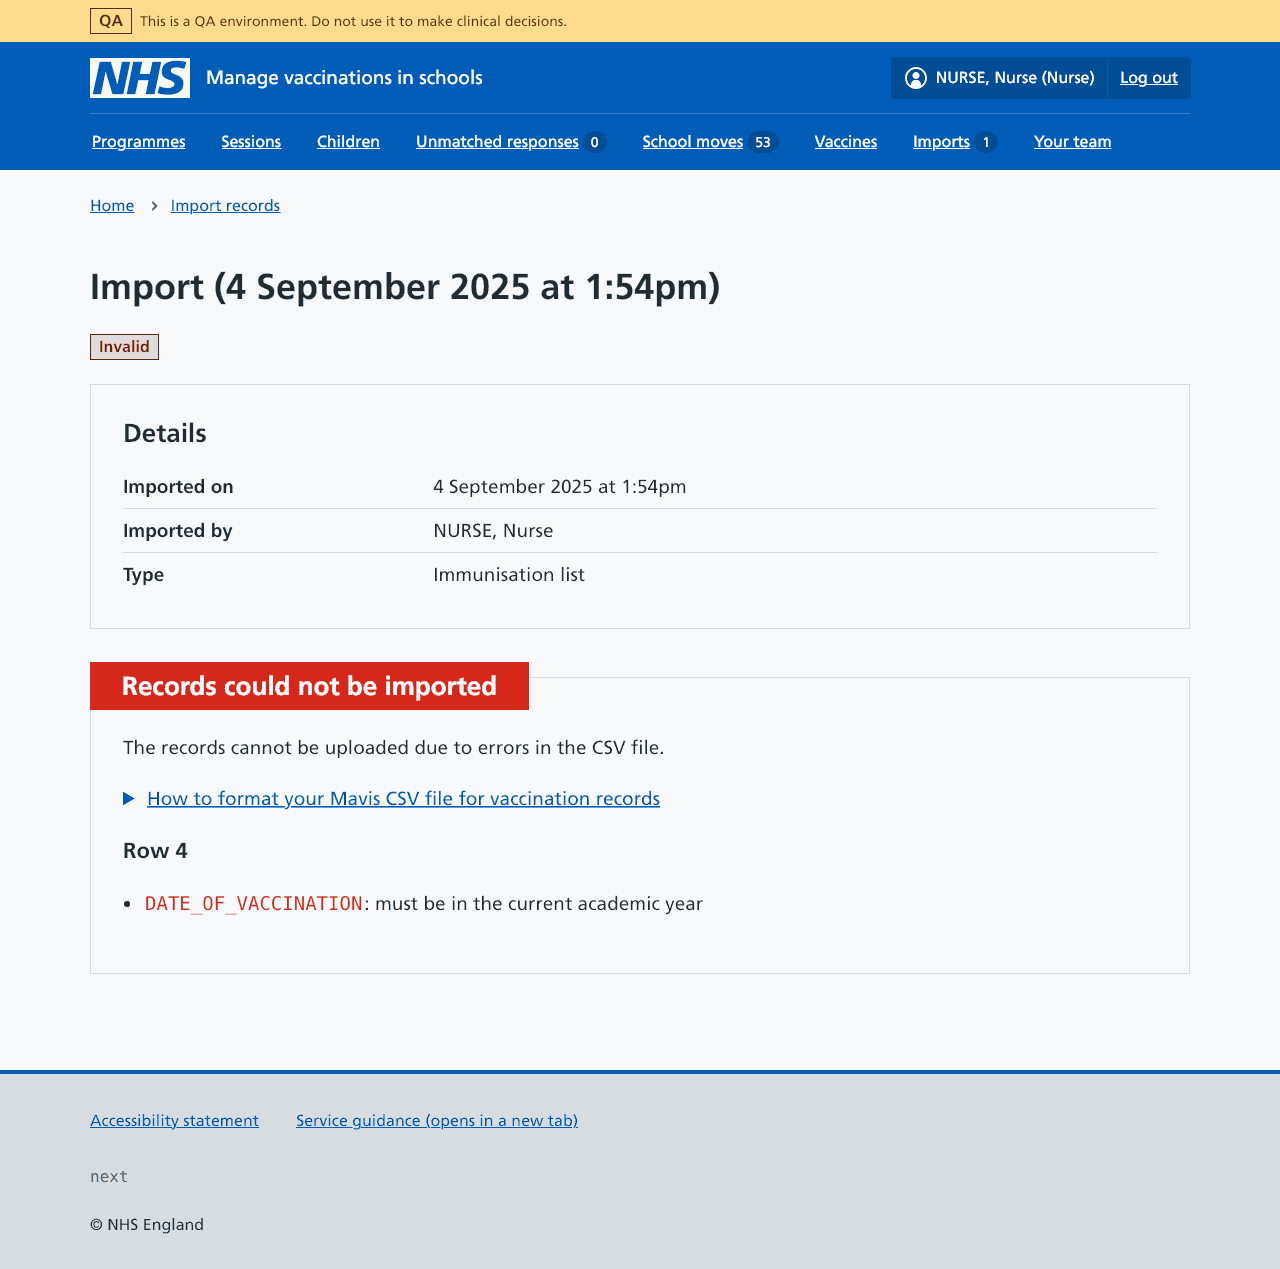 QA This is a QA environment. Do not use it to make clinical decisions.
NHS Manage vaccinations in schools NURSE, Nurse (Nurse) Log out
Programmes Sessions Children Unmatched responses 0 School moves 53 Vaccines Imports 1 Your team
Home Import records
Import (4 September 2025 at 1:54pm)
Invalid
Details
Imported on 4 September 2025 at 1:54pm
Imported by NURSE, Nurse
Type Immunisation list
Records could not be imported
The records cannot be uploaded due to errors in the CSV file.
How to format your Mavis CSV file for vaccination records
Row 4
DATE_OF_VACCINATION: must be in the current academic year
Accessibility statement Service guidance (opens in a new tab)
next
© NHS England